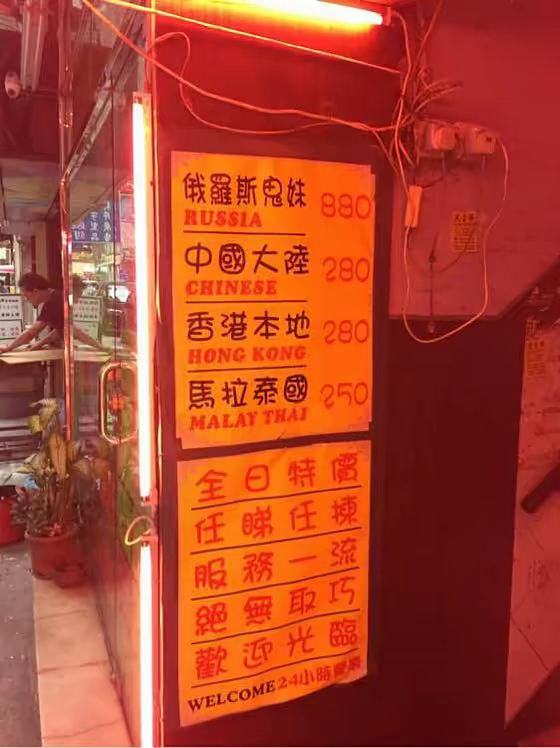 俄羅斯鬼妹 880
RUSSIA
中國大陸 280
CHINESE
香港本地 280
HONG KONG
馬拉泰國 250
MALAY THAI
全日特價
任睇任揀
服務一流
絕無取巧
歡迎光臨
WELCOME 24小時